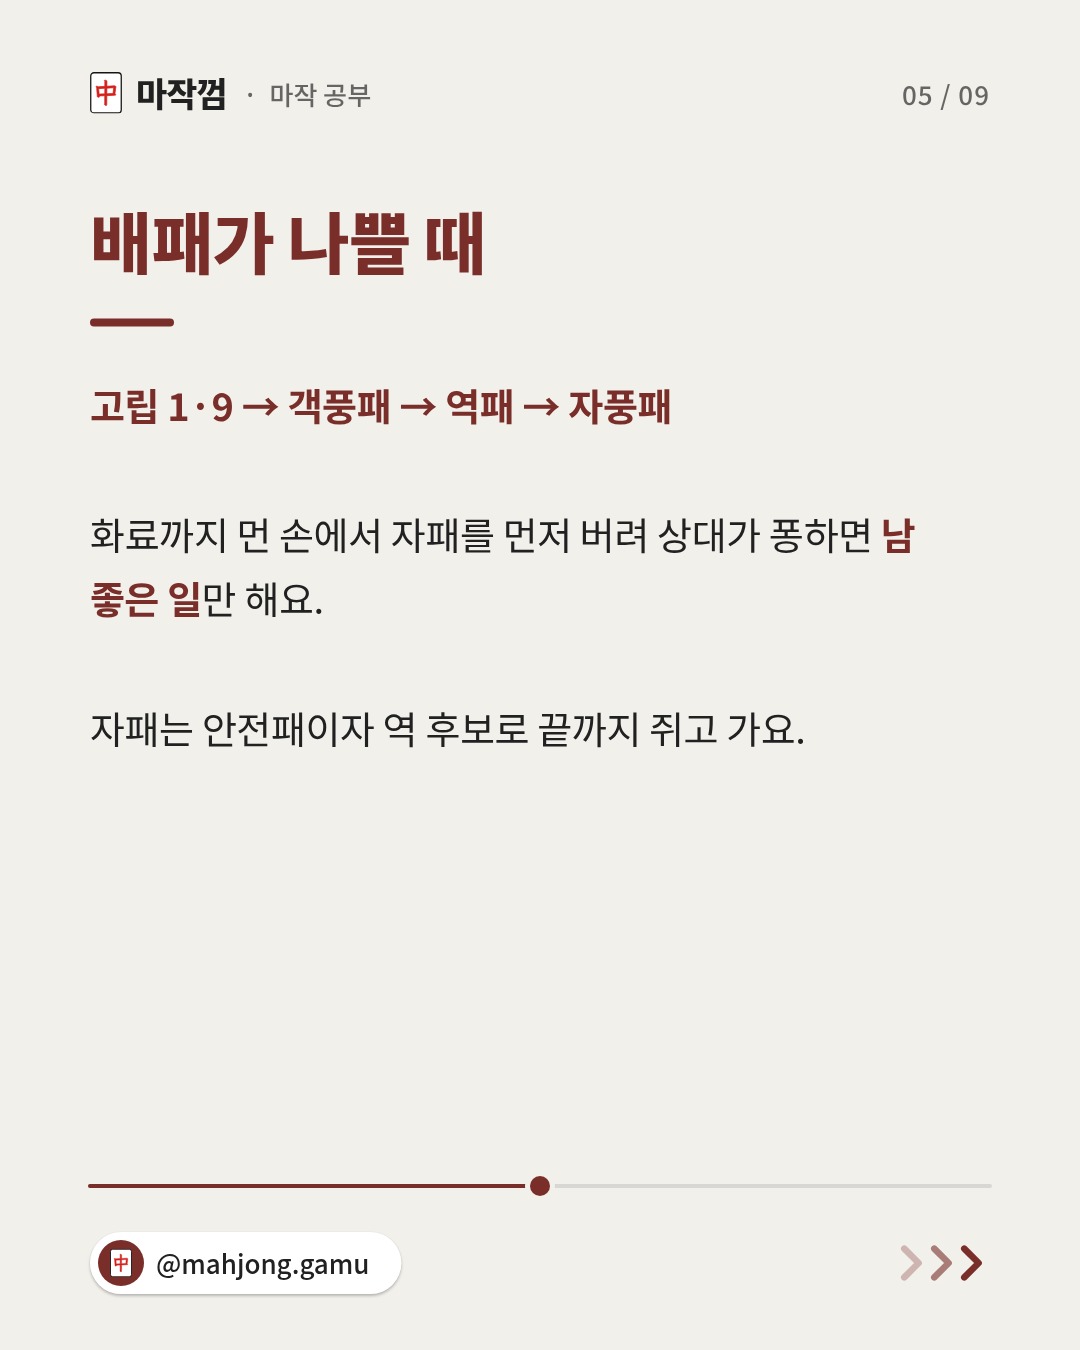 中 마작껌 · 마작 공부
05 / 09
배패가 나쁠 때
고립 1·9 → 객풍패 → 역패 → 자풍패
화료까지 먼 손에서 자패를 먼저 버려 상대가 퐁하면 남
좋은 일만 해요.
자패는 안전패이자 역 후보로 끝까지 쥐고 가요.
中 @mahjong.gamu